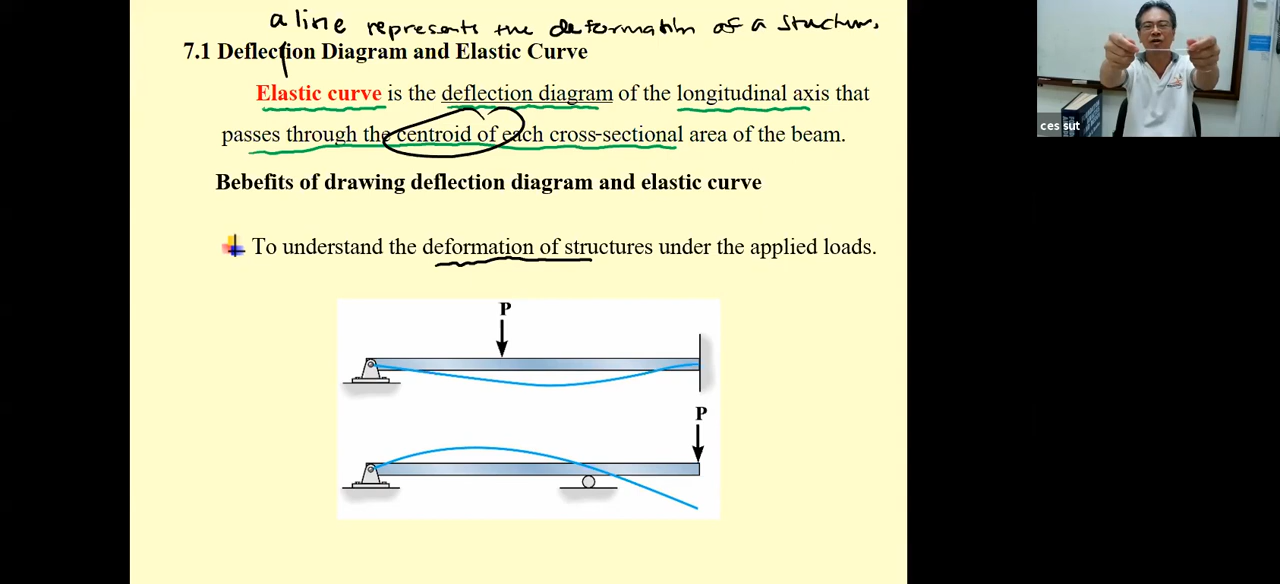 a line represents the deformation of a structure.
7.1 Deflection Diagram and Elastic Curve
Elastic curve is the deflection diagram of the longitudinal axis that
passes through the centroid of each cross-sectional area of the beam.
Bebefits of drawing deflection diagram and elastic curve
To understand the deformation of structures under the applied loads.
P
P
ces sut